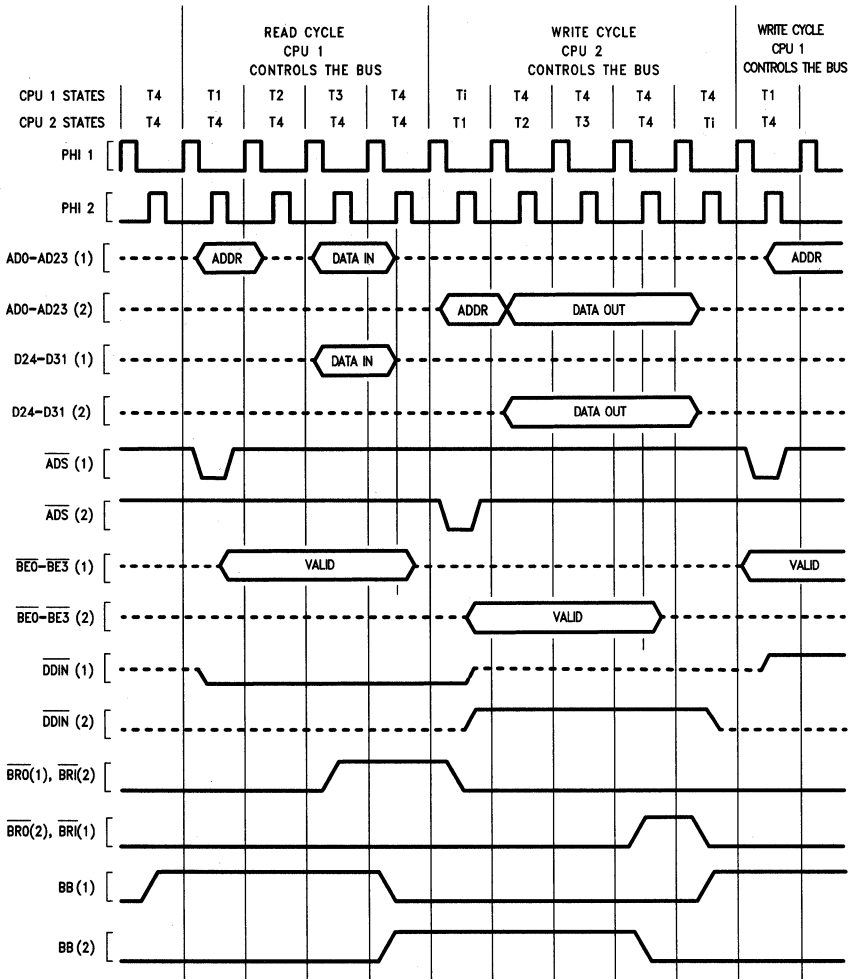 READ CYCLE
CPU 1
CONTROLS THE BUS
WRITE CYCLE
CPU 2
CONTROLS THE BUS
WRITE CYCLE
CPU 1
CONTROLS THE BUS
CPU 1 STATES T4 T1 T2 T3 T4 Ti T4 T4 T4 T4 T1
CPU 2 STATES T4 T4 T4 T4 T4 T1 T2 T3 T4 Ti T4
PHI 1
PHI 2
AD0-AD23 (1) ADDR DATA IN ADDR
AD0-AD23 (2) ADDR DATA OUT
D24-D31 (1) DATA IN
D24-D31 (2) DATA OUT
ADS (1)
ADS (2)
BE0-BE3 (1) VALID VALID
BE0-BE3 (2) VALID
DDIN (1)
DDIN (2)
BRO(1), BRI(2)
BRO(2), BRI(1)
BB (1)
BB (2)